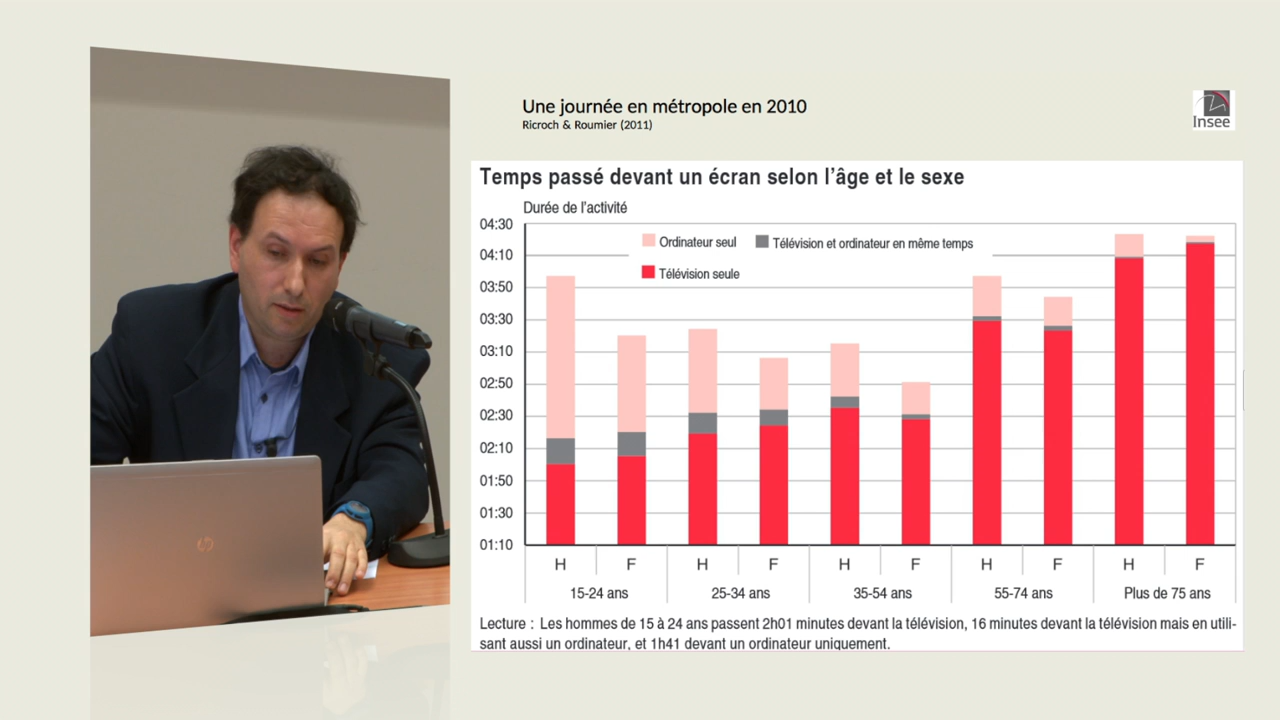 Une journée en métropole en 2010
Ricroch & Roumier (2011)
Insee
Temps passé devant un écran selon l'âge et le sexe
Durée de l'activité
04:30
04:10
03:50
03:30
03:10
02:50
02:30
02:10
01:50
01:30
01:10
Ordinateur seul
Télévision et ordinateur en même temps
Télévision seule
H F H F H F H F H F
15-24 ans 25-34 ans 35-54 ans 55-74 ans Plus de 75 ans
Lecture : Les hommes de 15 à 24 ans passent 2h01 minutes devant la télévision, 16 minutes devant la télévision mais en utili-
sant aussi un ordinateur, et 1h41 devant un ordinateur uniquement.
hp